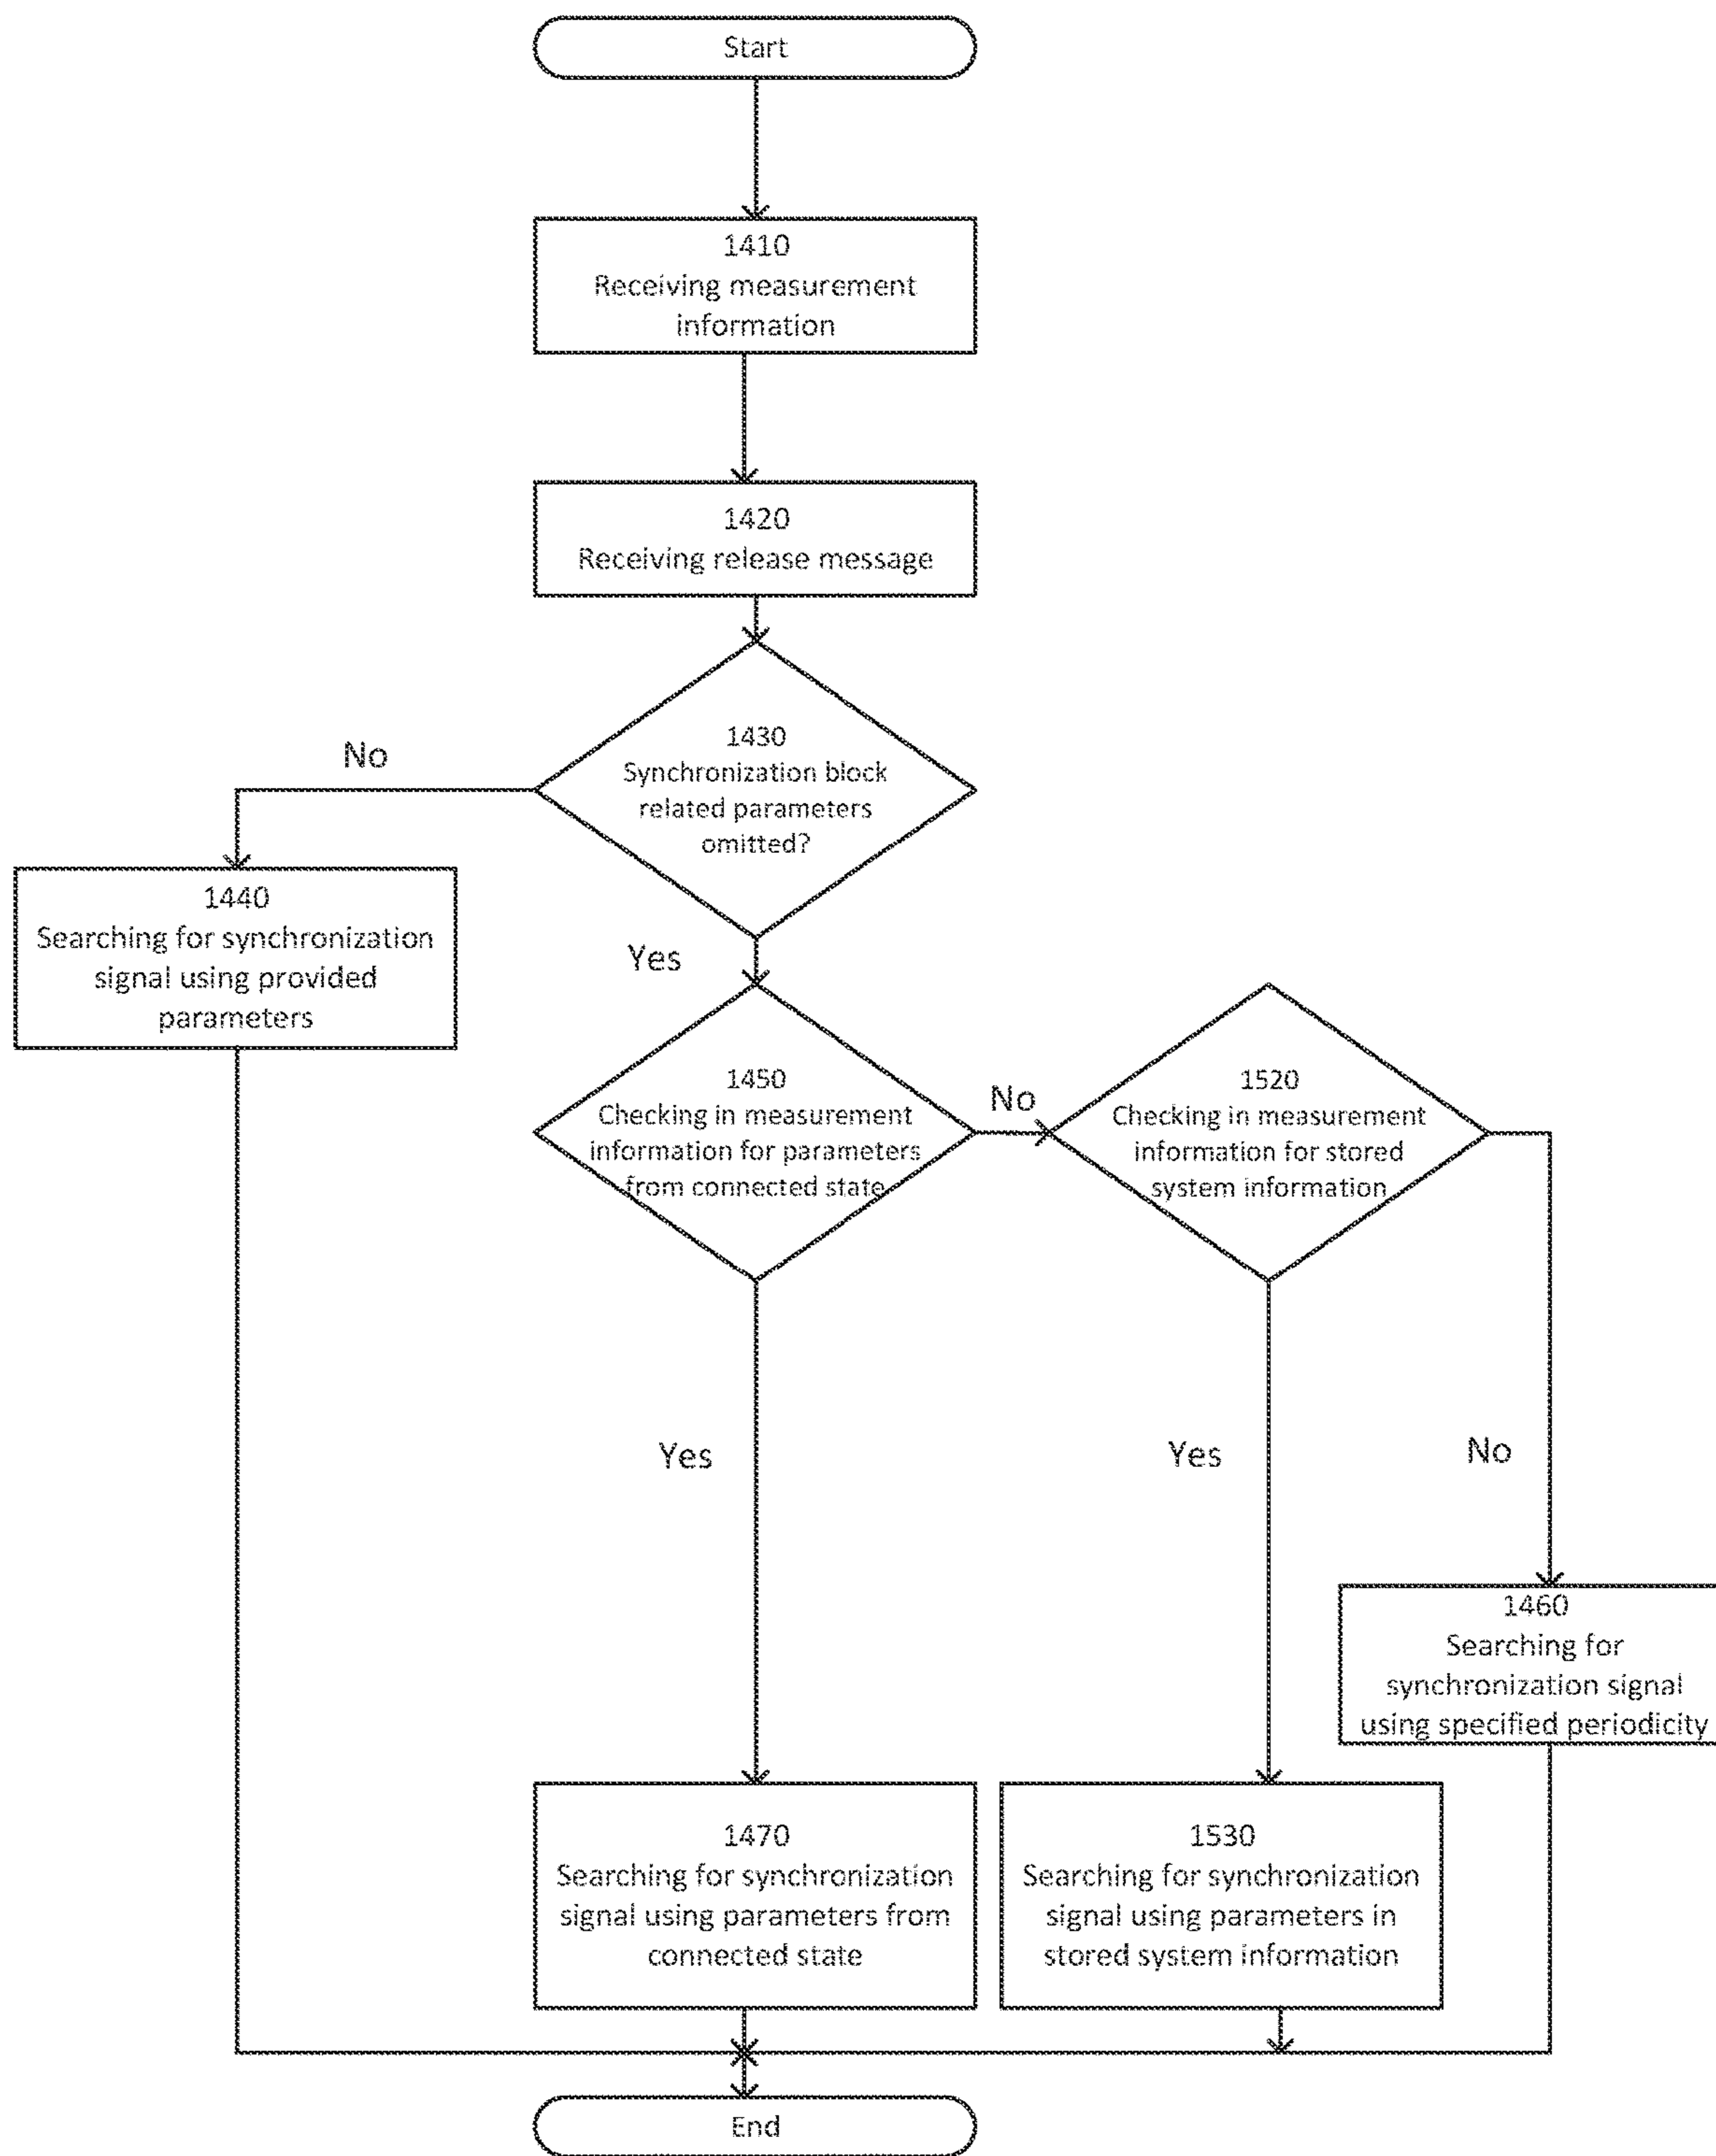 Start
1410
Receiving measurement
information
1420
Receiving release message
1430
Synchronization block
related parameters
omitted?
No
1440
Searching for synchronization
signal using provided
parameters
Yes
1450
Checking in measurement
information for parameters
from connected state
No
1520
Checking in measurement
information for stored
system information
Yes
Yes
No
1460
Searching for
synchronization signal
using specified periodicity
1470
Searching for synchronization
signal using parameters from
connected state
1530
Searching for synchronization
signal using parameters in
stored system information
End